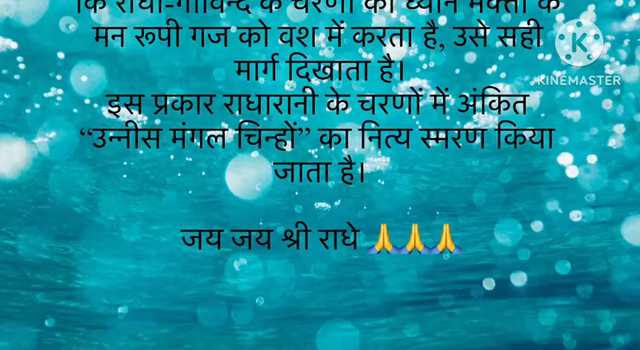 कि राधा-गोविन्द के चरणों का ध्यान भक्तों के
मन रूपी गज को वश में करता है, उसे सही
मार्ग दिखाता है।
इस प्रकार राधारानी के चरणों में अंकित
“उन्नीस मंगल चिन्हों” का नित्य स्मरण किया
जाता है।
जय जय श्री राधे 🙏🙏🙏
KINEMASTER